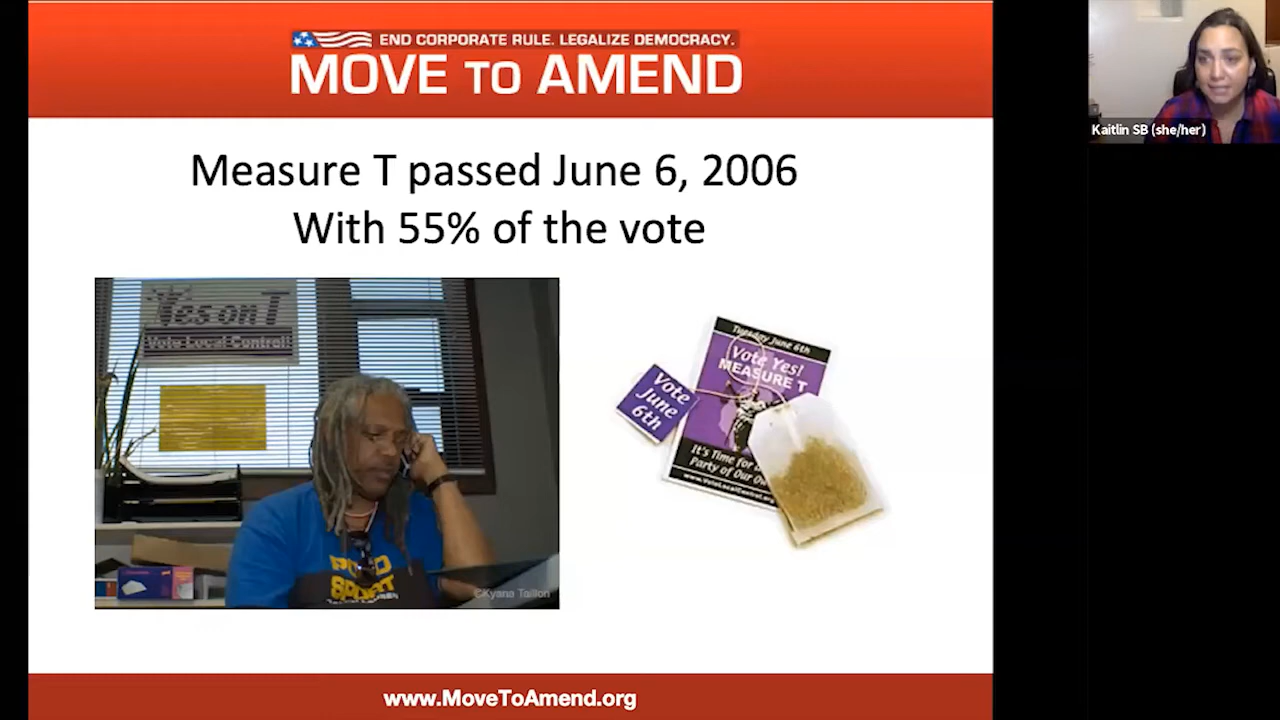 END CORPORATE RULE. LEGALIZE DEMOCRACY.
MOVE TO AMEND
Kaitlin SB (she/her)
Measure T passed June 6, 2006
With 55% of the vote
Yes on T
Vote Local Control!
Tuesday June 6th
Vote Yes!
MEASURE T
Vote
June
6th
It's Time for
Party of Our
www.VoteLocalControl.org
©Kyana Taillon
www.MoveToAmend.org